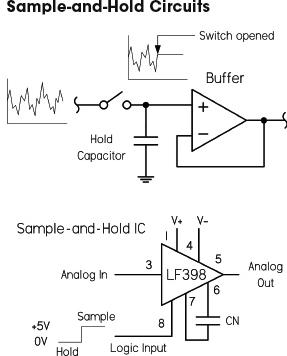 Sample-and-Hold Circuits
Switch opened
Buffer
+
−
Hold
Capacitor
Sample-and-Hold IC
V+
V−
1
4
Analog In
3
LF398
5
Analog
Out
6
7
8
CN
Sample
+5V
0V
Hold
Logic Input